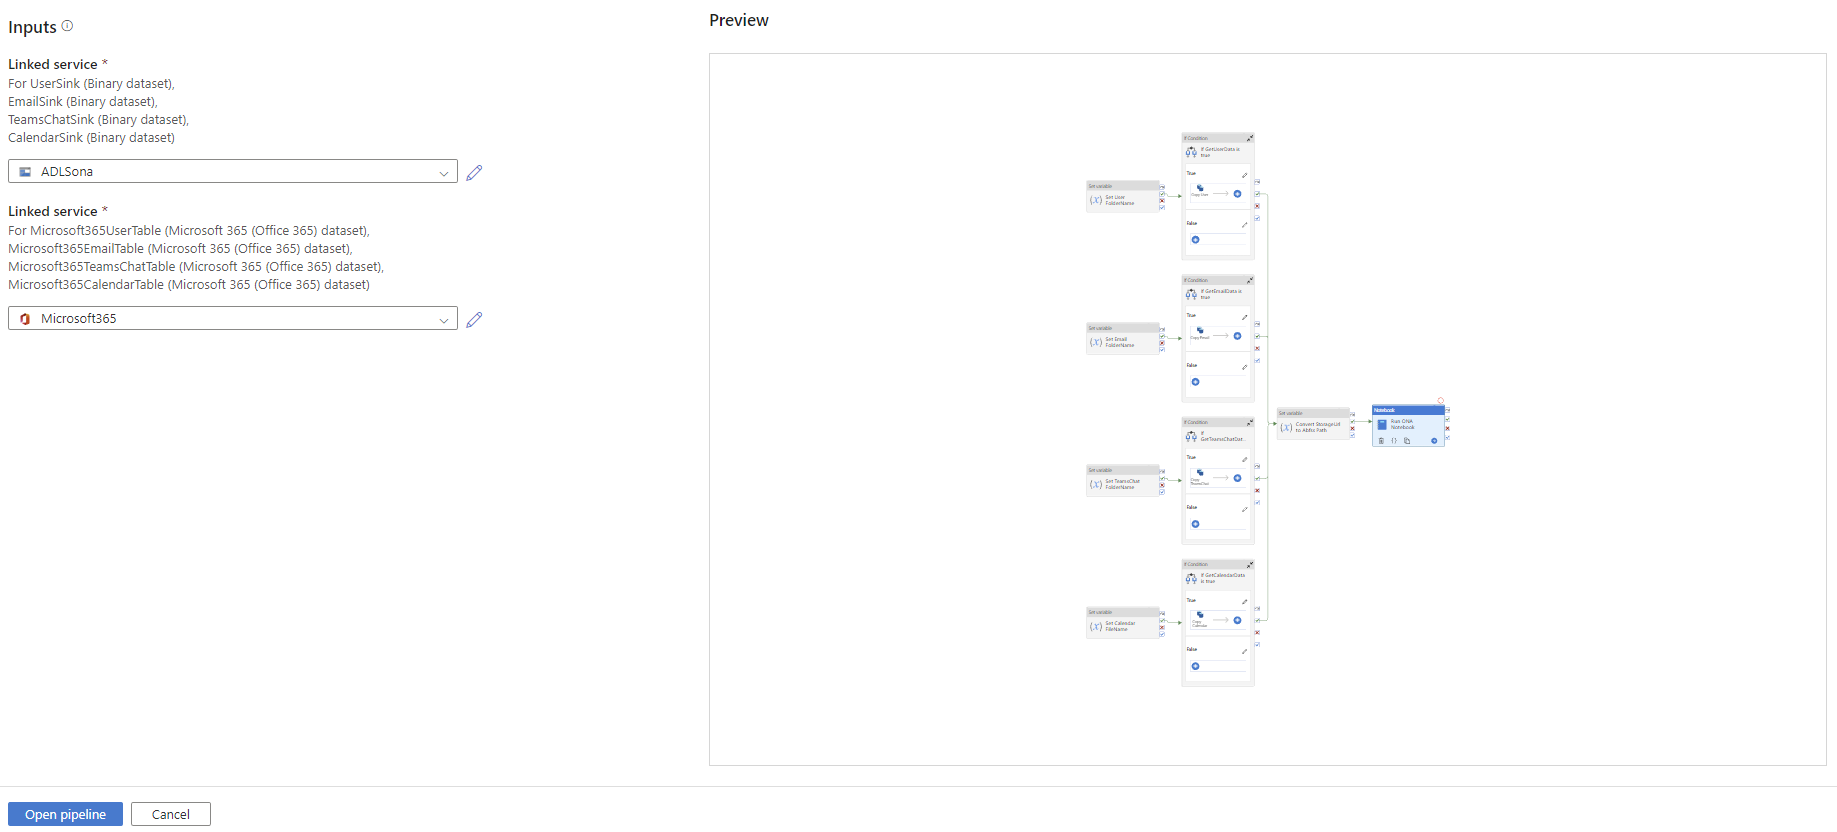 Inputs
Linked service *
For UserSink (Binary dataset),
EmailSink (Binary dataset),
TeamsChatSink (Binary dataset),
CalendarSink (Binary dataset)
ADLSona
Linked service *
For Microsoft365UserTable (Microsoft 365 (Office 365) dataset),
Microsoft365EmailTable (Microsoft 365 (Office 365) dataset),
Microsoft365TeamsChatTable (Microsoft 365 (Office 365) dataset),
Microsoft365CalendarTable (Microsoft 365 (Office 365) dataset)
Microsoft365
Preview
Set variable
Set User
FolderName
If Condition
If GetUserData is
true
True
Copy User
False
Set variable
Set Email
FolderName
If Condition
If GetEmailData is
true
True
Copy Email
False
Set variable
Set TeamsChat
FolderName
If Condition
If
GetTeamsChatDat...
True
Copy
TeamsChat
False
Set variable
Set Calendar
FileName
If Condition
If GetCalendarData
is true
True
Copy
Calendar
False
Set variable
Convert StorageUrl
to Abfss Path
Notebook
Run ONA
Notebook
Open pipeline
Cancel